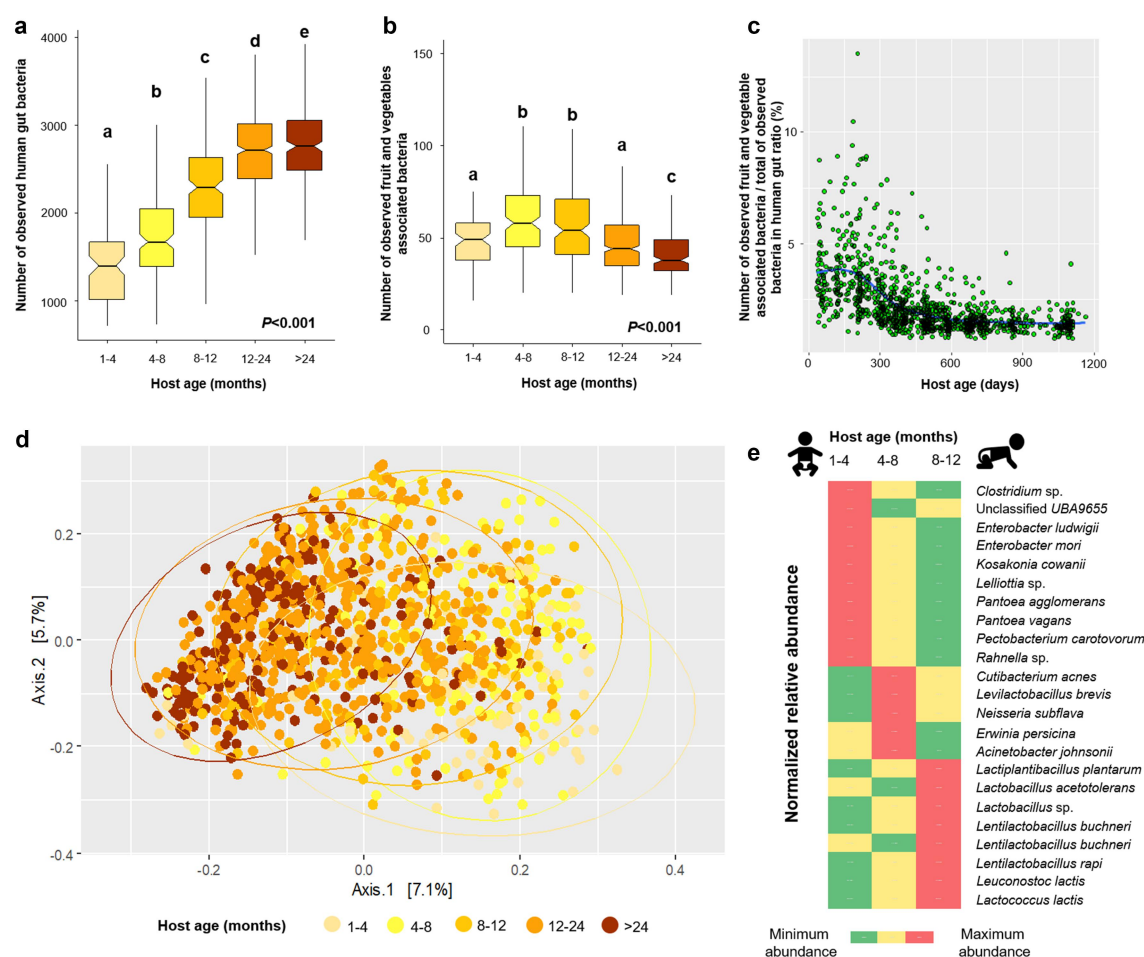 a
Number of observed human gut bacteria
4000
3000
2000
1000
a
b
c
d
e
P<0.001
1-4
4-8
8-12
12-24
>24
Host age (months)
b
Number of observed fruit and vegetables
associated bacteria
150
100
50
0
a
b
b
a
c
P<0.001
1-4
4-8
8-12
12-24
>24
Host age (months)
c
Number of observed fruit and vegetable
associated bacteria / total of observed
bacteria in human gut ratio (%)
10
5
0
300
600
900
1200
Host age (days)
d
Axis.2 [5.7%]
0.2
0.0
-0.2
-0.4
-0.2
0.0
0.2
0.4
Axis.1 [7.1%]
Host age (months)
1-4
4-8
8-12
12-24
>24
e
Host age (months)
1-4
4-8
8-12
Normalized relative abundance
Clostridium sp.
Unclassified UBA9655
Enterobacter ludwigii
Enterobacter mori
Kosakonia cowanii
Lelliottia sp.
Pantoea agglomerans
Pantoea vagans
Pectobacterium carotovorum
Rahnella sp.
Cutibacterium acnes
Levilactobacillus brevis
Neisseria subflava
Erwinia persicina
Acinetobacter johnsonii
Lactiplantibacillus plantarum
Lactobacillus acetotolerans
Lactobacillus sp.
Lentilactobacillus buchneri
Lentilactobacillus buchneri
Lentilactobacillus rapi
Leuconostoc lactis
Lactococcus lactis
Minimum
abundance
Maximum
abundance